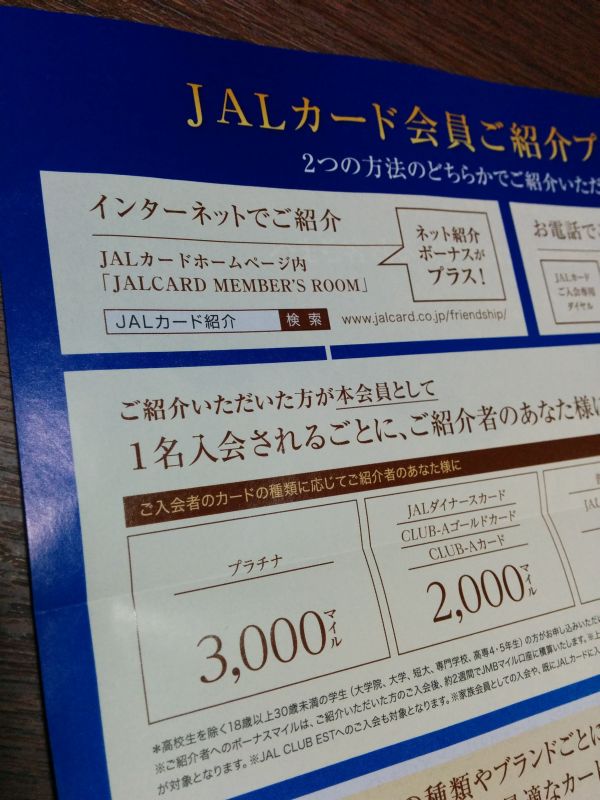 JALカード会員ご紹介プ
2つの方法のどちらかでご紹介いただ
インターネットでご紹介
JALカードホームページ内
「JALCARD MEMBER'S ROOM」
ネット紹介
ボーナスが
プラス!
JALカード紹介 検索 www.jalcard.co.jp/friendship/
お電話で
JALカード
ご入会専用
ダイヤル
ご紹介いただいた方が本会員として
1名入会されるごとに、ご紹介者のあなた様に
ご入会者のカードの種類に応じてご紹介者のあなた様に
プラチナ
3,000マイル
JALダイナースカード
CLUB-Aゴールドカード
CLUB-Aカード
2,000マイル
JAL
*高校生を除く18歳以上30歳未満の学生(大学院、大学、短大、専門学校、高専4・5年生)の方がお申し込みいただい
※ご紹介者へのボーナスマイルは、ご紹介いただいた方のご入会後、約2週間でJMBマイル口座に積算いたします。※上
が対象となります。※JAL CLUB ESTへのご入会も対象となります。※家族会員としての入会や、既にJALカードに入
の種類やブランドごとに
適なカード